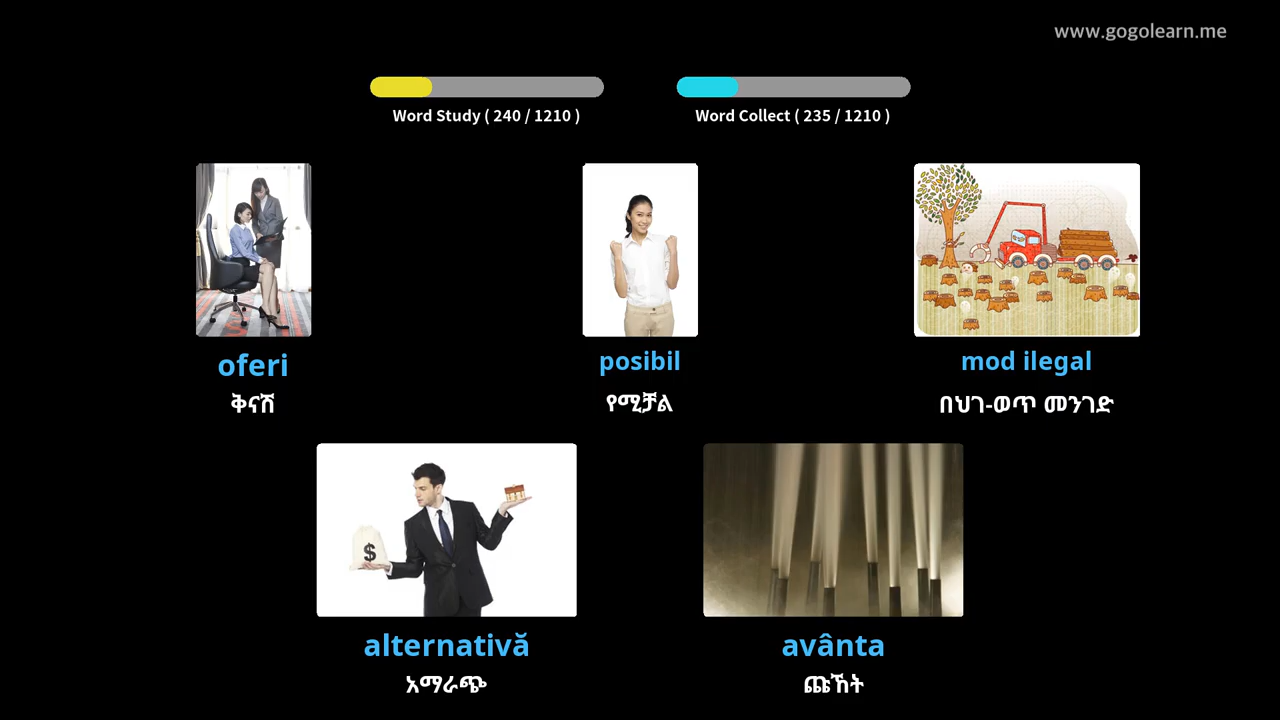 www.gogolearn.me
Word Study ( 240 / 1210 )
Word Collect ( 235 / 1210 )
oferi
ቅናሽ
posibil
የሚቻል
mod ilegal
በህገ-ወጥ መንገድ
$
alternativă
አማራጭ
avânta
ጩኸት